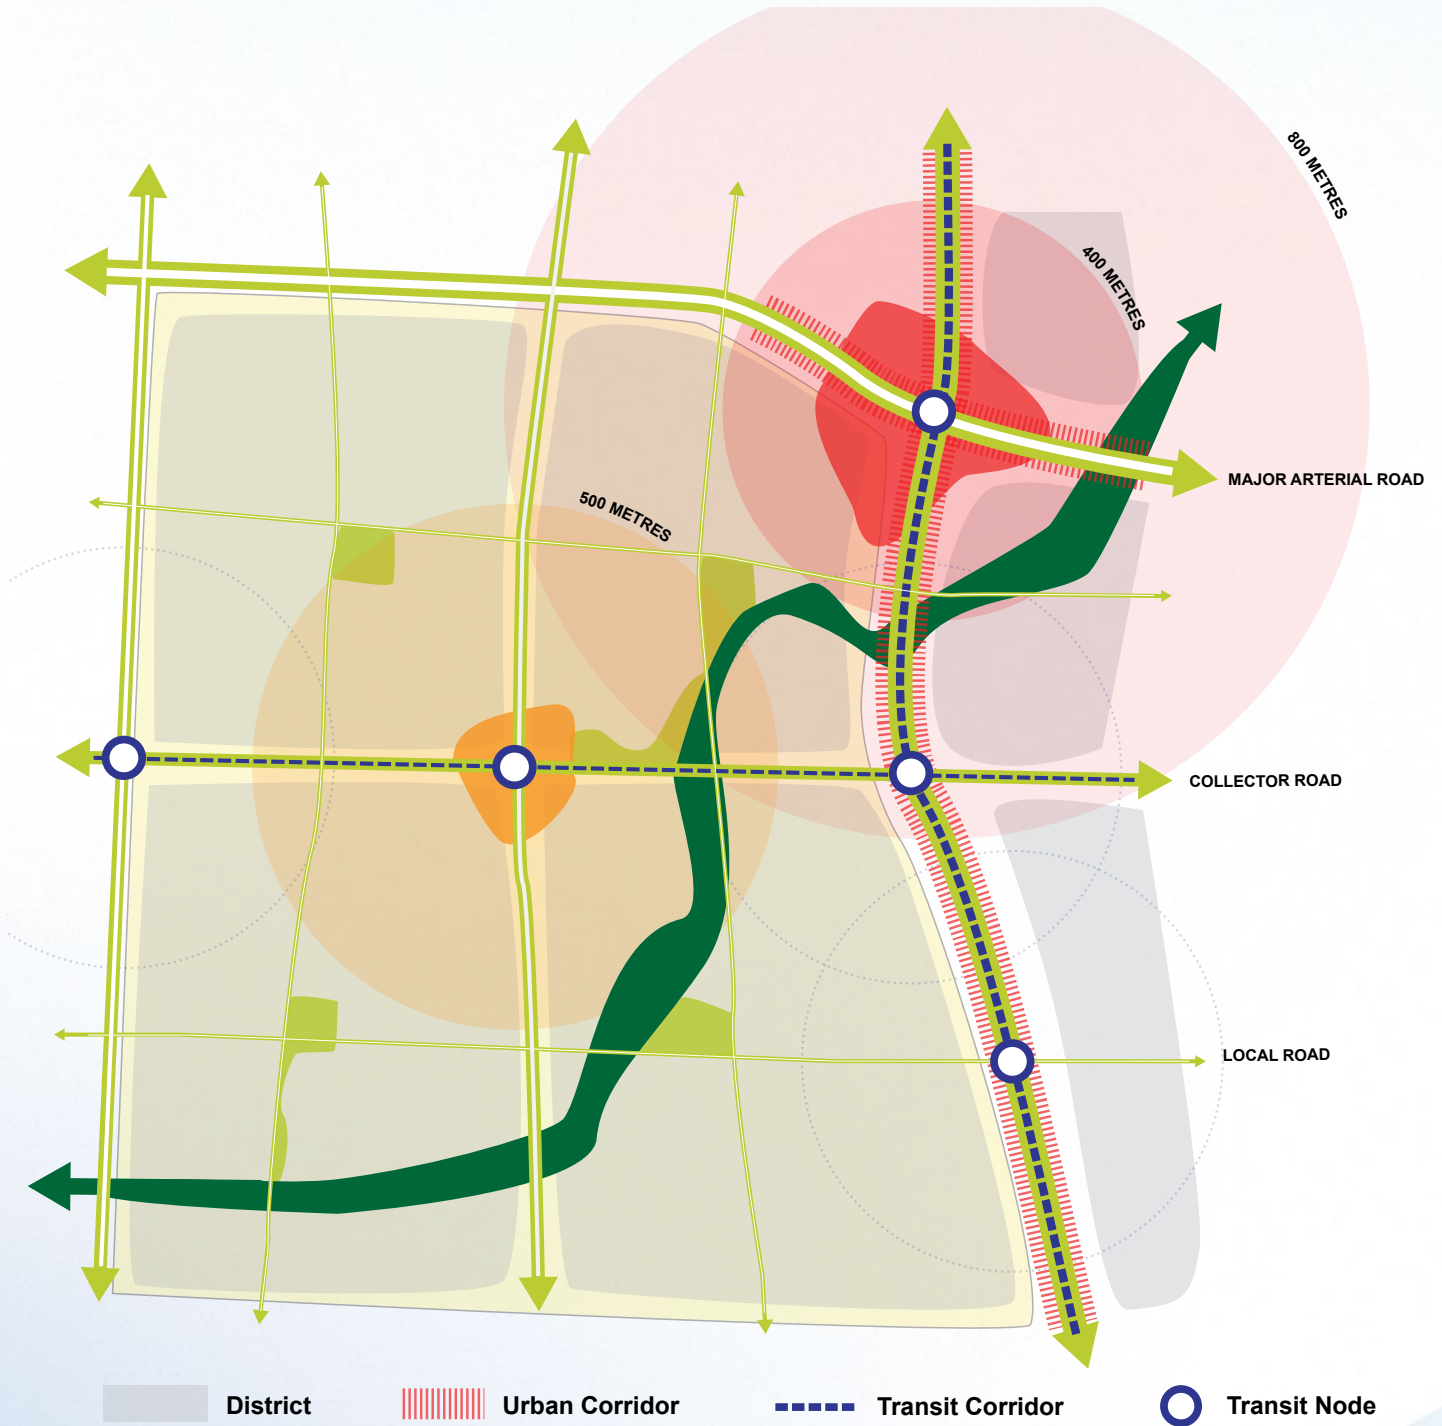 800 METRES
400 METRES
500 METRES
MAJOR ARTERIAL ROAD
COLLECTOR ROAD
LOCAL ROAD
District
Urban Corridor
Transit Corridor
Transit Node